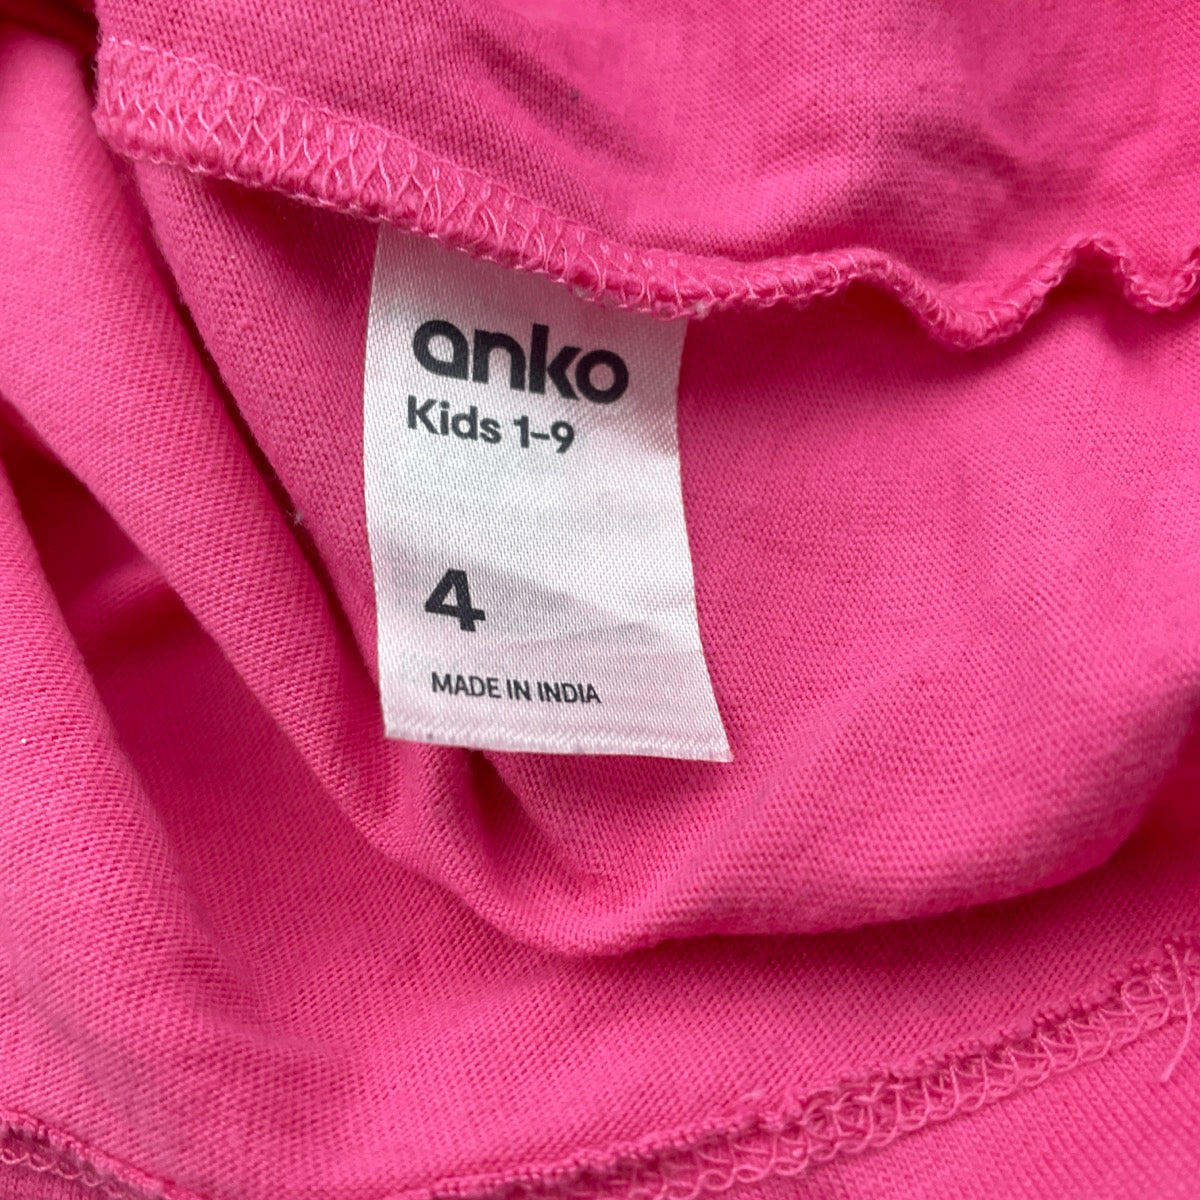 anko
Kids 1-9
4
MADE IN INDIA